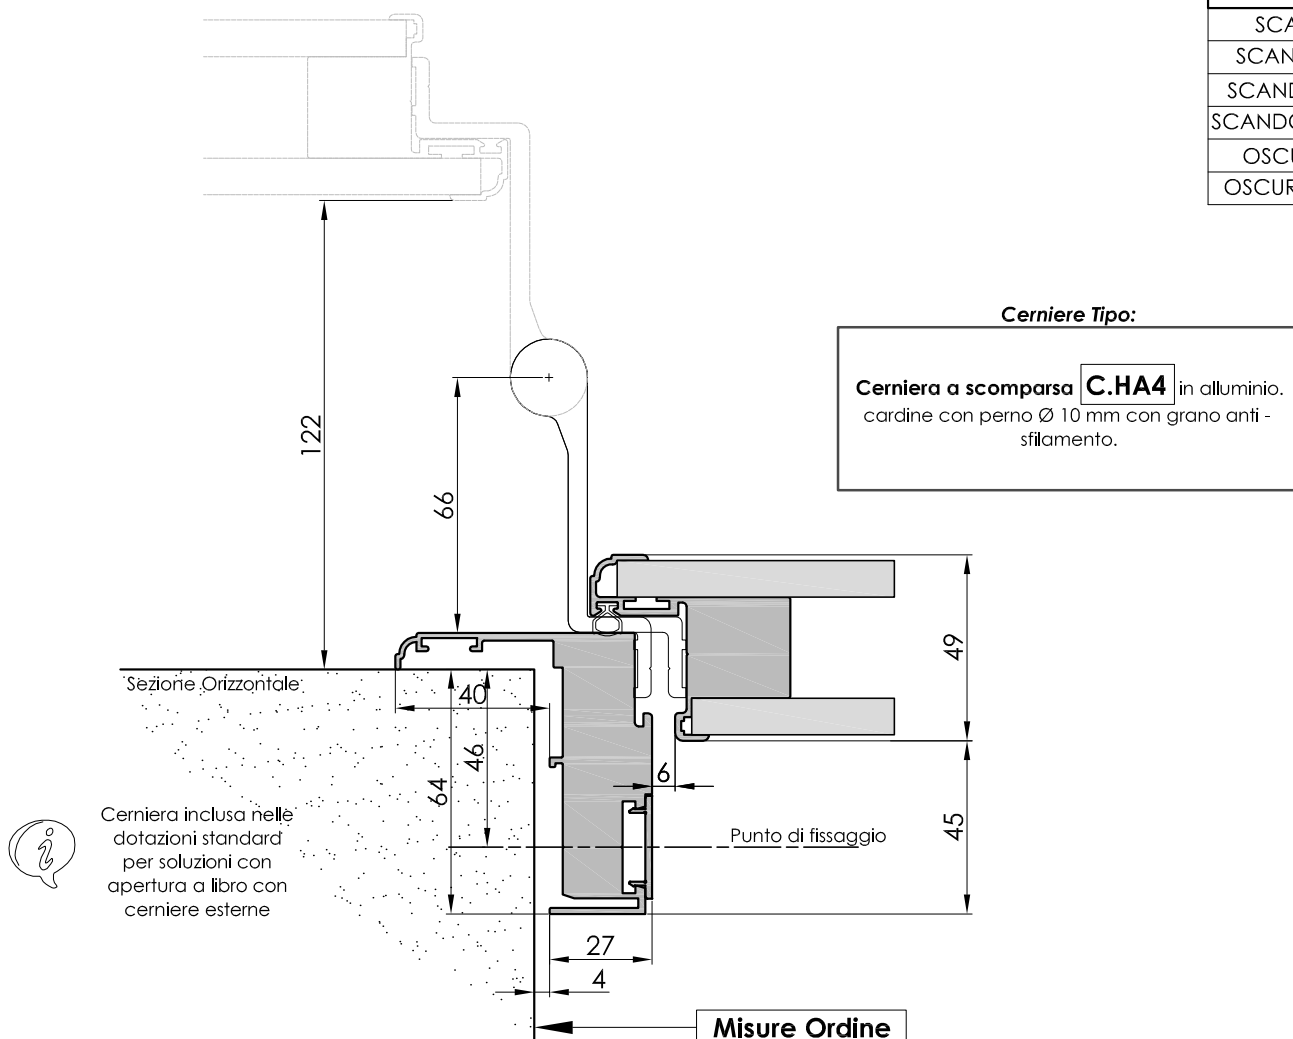 SCA
SCAN
SCAND
SCANDO
OSCU
OSCUR
Cerniere Tipo:
Cerniera a scomparsa C.HA4 in alluminio.
cardine con perno Ø 10 mm con grano anti -
sfilamento.
122
66
49
Sezione Orizzontale
40
46
64
6
45
Punto di fissaggio
Cerniera inclusa nelle
dotazioni standard
per soluzioni con
apertura a libro con
cerniere esterne
i
27
4
Misure Ordine